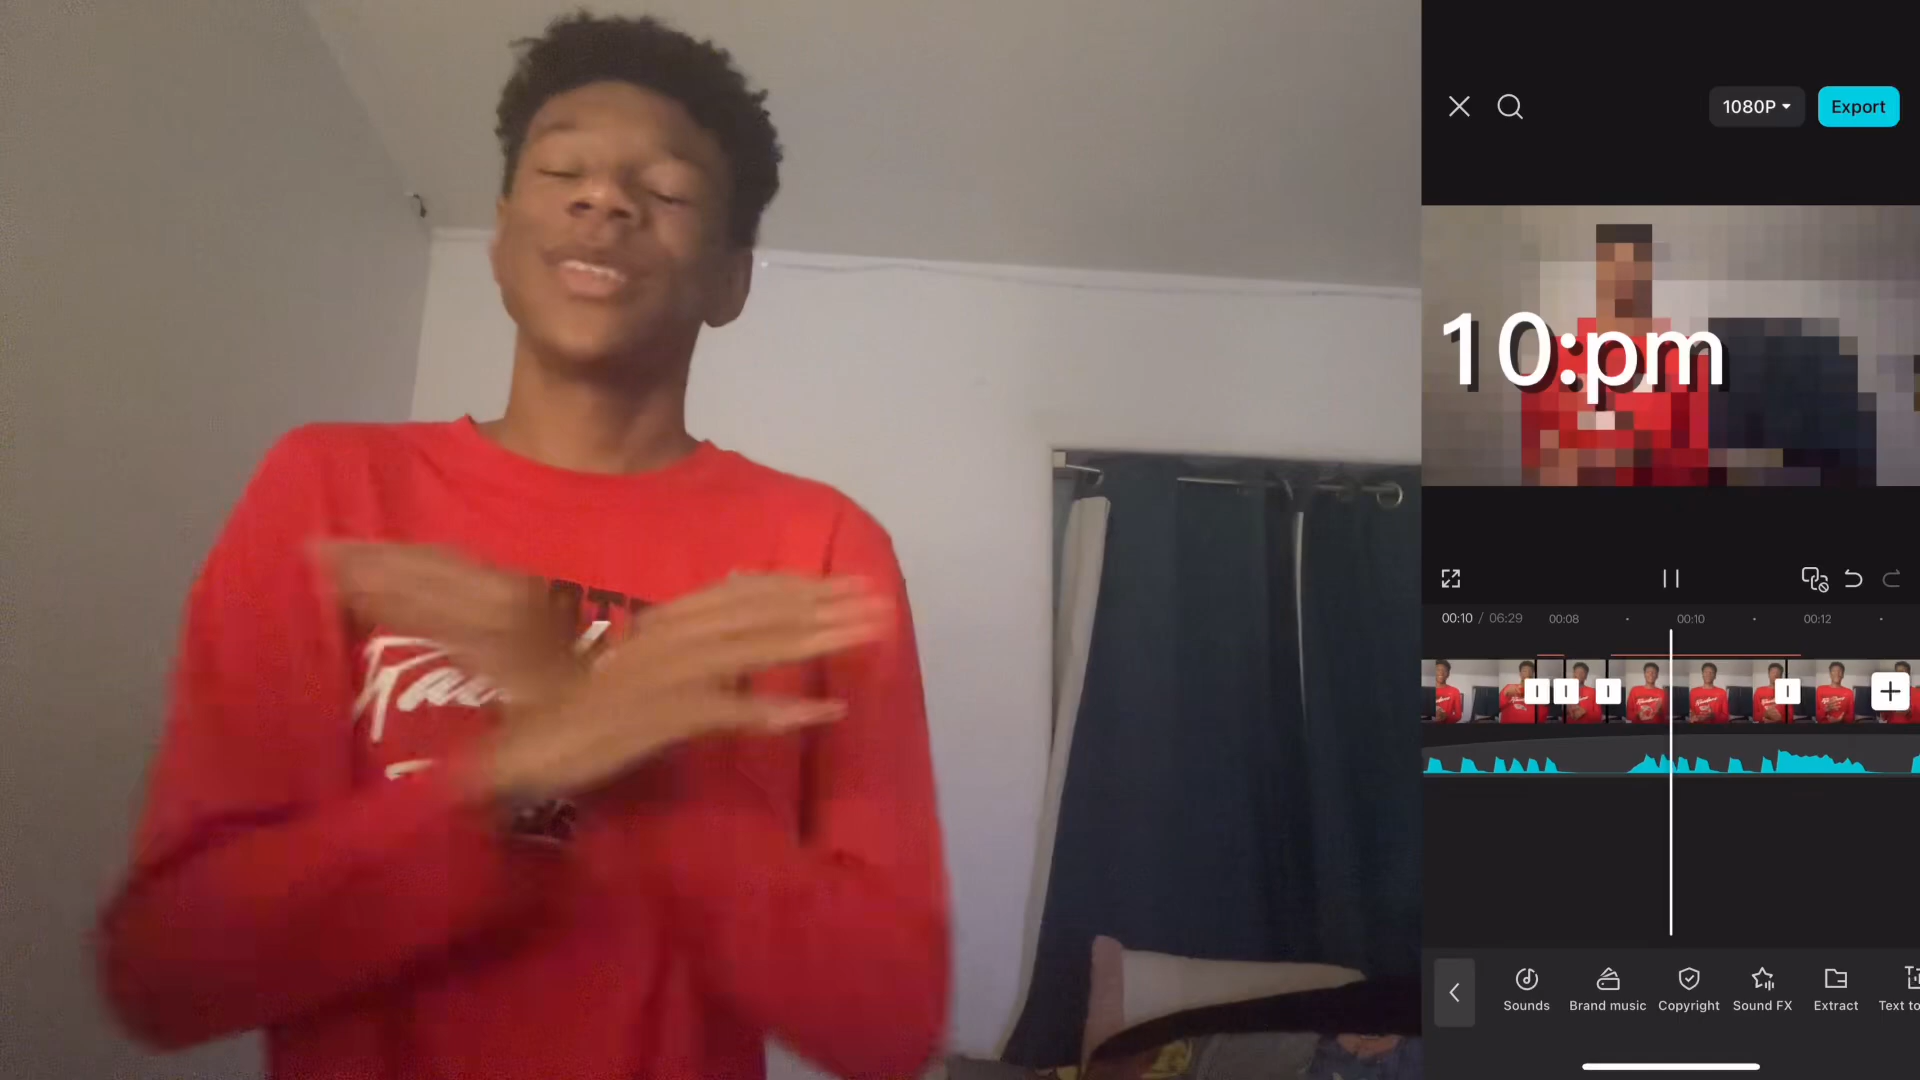 1080P
Export
10:pm
00:10 / 06:29
00:08
00:10
00:12
Sounds
Brand music
Copyright
Sound FX
Extract
Text to